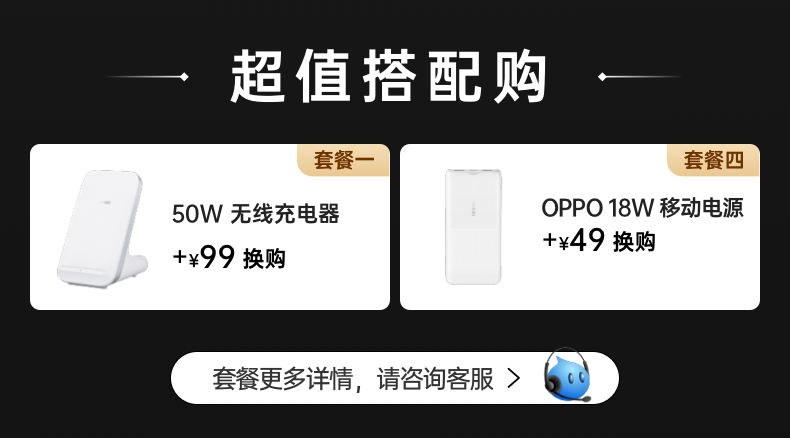 超值搭配购
套餐一
50W 无线充电器
+¥99 换购
套餐四
OPPO 18W 移动电源
+¥49 换购
套餐更多详情，请咨询客服 >